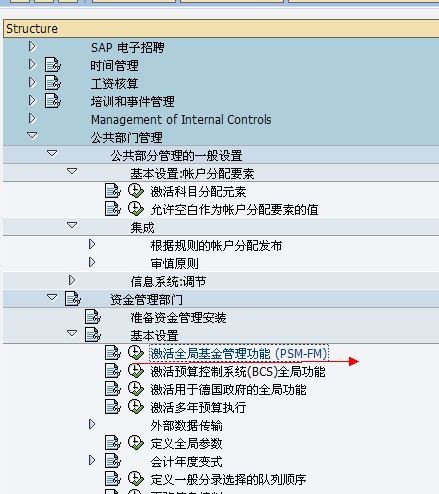 Structure
SAP 电子招聘
时间管理
工资核算
培训和事件管理
Management of Internal Controls
公共部门管理
公共部分管理的一般设置
基本设置:帐户分配要素
激活科目分配元素
允许空白作为帐户分配要素的值
集成
根据规则的帐户分配发布
审慎原则
信息系统:调节
资金管理部门
准备资金管理安装
基本设置
激活全局基金管理功能 (PSM-FM)
激活预算控制系统(BCS)全局功能
激活用于德国政府的全局功能
激活多年预算执行
外部数据传输
定义全局参数
会计年度变式
定义一般分录选择的队列顺序